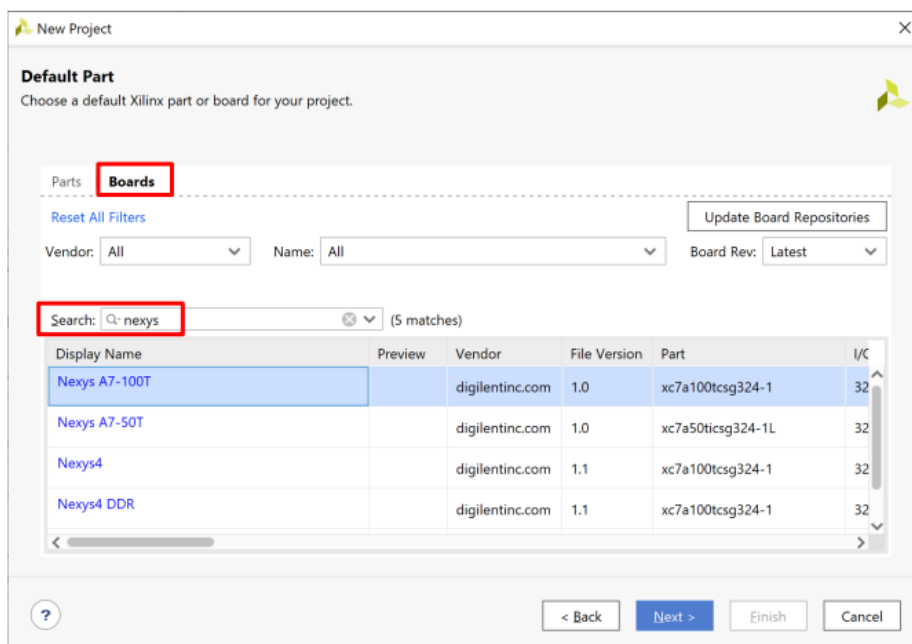 New Project
Default Part
Choose a default Xilinx part or board for your project.
Parts Boards
Reset All Filters Update Board Repositories
Vendor: All Name: All Board Rev: Latest
Search: nexys (5 matches)
Display Name Preview Vendor File Version Part I/O
Nexys A7-100T digilentinc.com 1.0 xc7a100tcsg324-1 32
Nexys A7-50T digilentinc.com 1.0 xc7a50ticsg324-1L 32
Nexys4 digilentinc.com 1.1 xc7a100tcsg324-1 32
Nexys4 DDR digilentinc.com 1.1 xc7a100tcsg324-1 32
? < Back Next > Finish Cancel